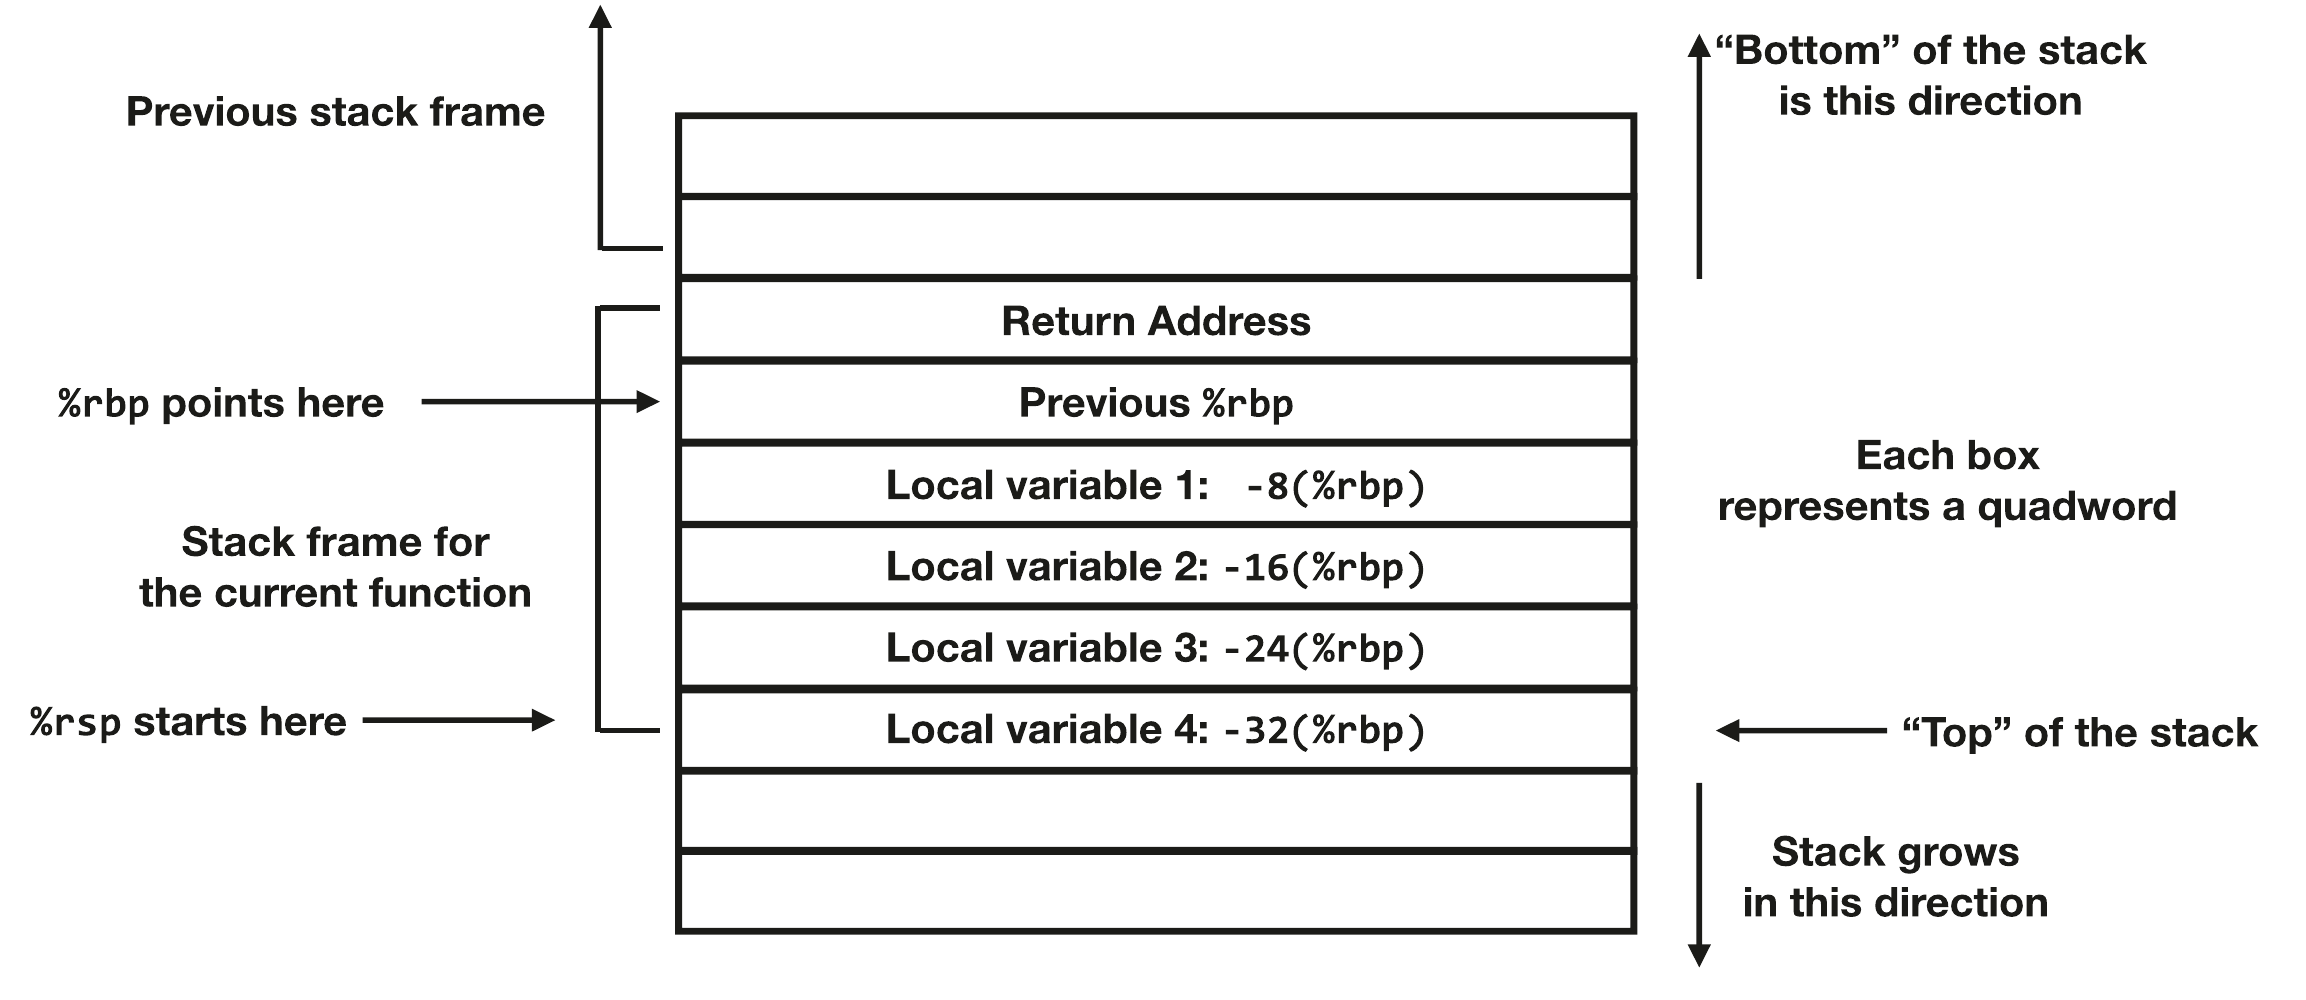 “Bottom” of the stack
is this direction
Previous stack frame
Return Address
%rbp points here
Previous %rbp
Each box
represents a quadword
Local variable 1: -8(%rbp)
Stack frame for
the current function
Local variable 2: -16(%rbp)
Local variable 3: -24(%rbp)
%rsp starts here
Local variable 4: -32(%rbp)
“Top” of the stack
Stack grows
in this direction